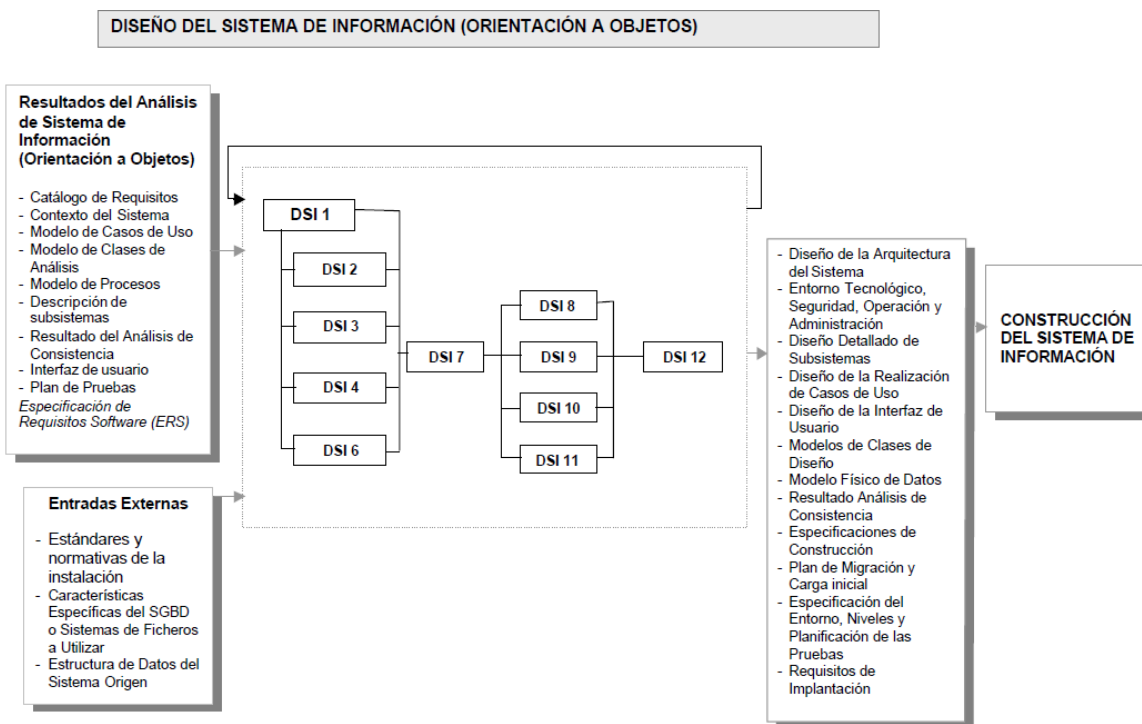 DISEÑO DEL SISTEMA DE INFORMACIÓN (ORIENTACIÓN A OBJETOS)
Resultados del Análisis
de Sistema de
Información
(Orientación a Objetos)
- Catálogo de Requisitos
- Contexto del Sistema
- Modelo de Casos de Uso
- Modelo de Clases de
Análisis
- Modelo de Procesos
- Descripción de
subsistemas
- Resultado del Análisis de
Consistencia
- Interfaz de usuario
- Plan de Pruebas
Especificación de
Requisitos Software (ERS)
Entradas Externas
- Estándares y
normativas de la
instalación
- Características
Específicas del SGBD
o Sistemas de Ficheros
a Utilizar
- Estructura de Datos del
Sistema Origen
DSI 1
DSI 2
DSI 3
DSI 4
DSI 6
DSI 7
DSI 8
DSI 9
DSI 10
DSI 11
DSI 12
- Diseño de la Arquitectura
del Sistema
- Entorno Tecnológico,
Seguridad, Operación y
Administración
- Diseño Detallado de
Subsistemas
- Diseño de la Realización
de Casos de Uso
- Diseño de la Interfaz de
Usuario
- Modelos de Clases de
Diseño
- Modelo Físico de Datos
- Resultado Análisis de
Consistencia
- Especificaciones de
Construcción
- Plan de Migración y
Carga inicial
- Especificación del
Entorno, Niveles y
Planificación de las
Pruebas
- Requisitos de
Implantación
CONSTRUCCIÓN
DEL SISTEMA DE
INFORMACIÓN